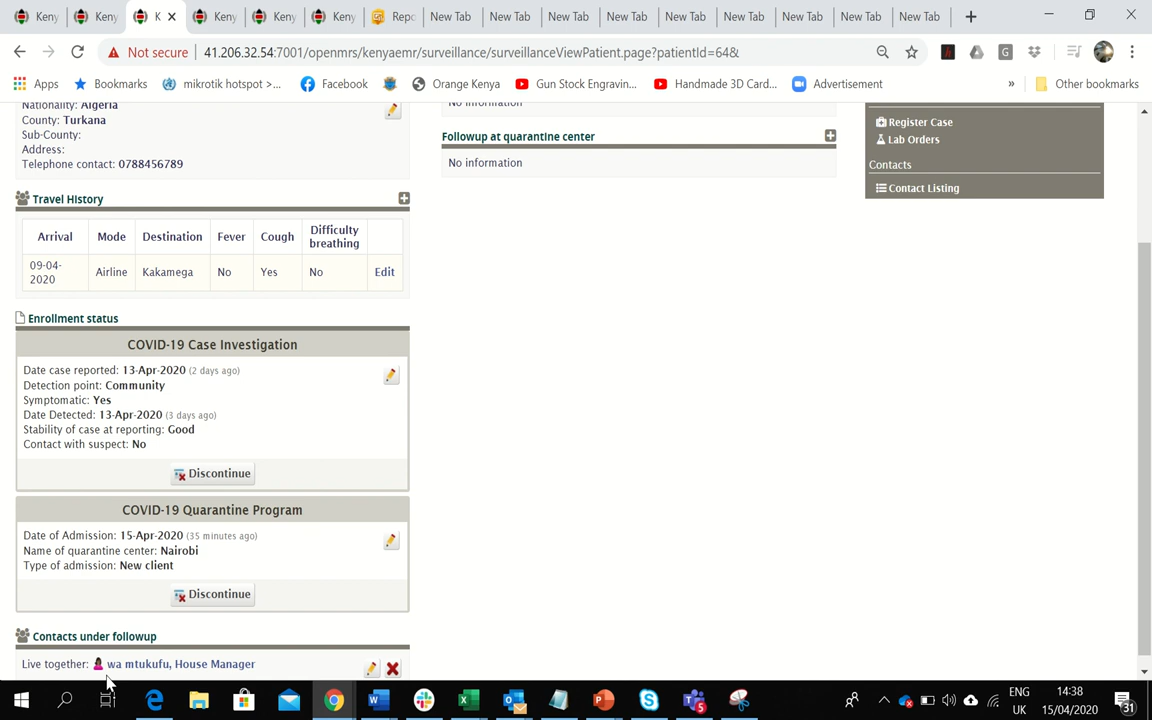 Keny
Keny
K
Keny
Keny
Keny
Repo
New Tab
New Tab
New Tab
New Tab
New Tab
New Tab
New Tab
New Tab
New Tab
Not secure
41.206.32.54:7001/openmrs/kenyaemr/surveillance/surveillanceViewPatient.page?patientId=64&
Apps
Bookmarks
mikrotik hotspot >...
Facebook
Orange Kenya
Gun Stock Engravin...
Handmade 3D Card...
Advertisement
»
Other bookmarks
Nationality: Algeria
County: Turkana
Sub-County:
Address:
Telephone contact: 0788456789
Travel History
Arrival Mode Destination Fever Cough Difficulty breathing
09-04-2020 Airline Kakamega No Yes No Edit
Enrollment status
COVID-19 Case Investigation
Date case reported: 13-Apr-2020 (2 days ago)
Detection point: Community
Symptomatic: Yes
Date Detected: 13-Apr-2020 (3 days ago)
Stability of case at reporting: Good
Contact with suspect: No
Discontinue
COVID-19 Quarantine Program
Date of Admission: 15-Apr-2020 (35 minutes ago)
Name of quarantine center: Nairobi
Type of admission: New client
Discontinue
Contacts under followup
Live together: wa mtukufu, House Manager
No information
Followup at quarantine center
No information
Register Case
Lab Orders
Contacts
Contact Listing
ENG
UK
14:38
15/04/2020
31
5